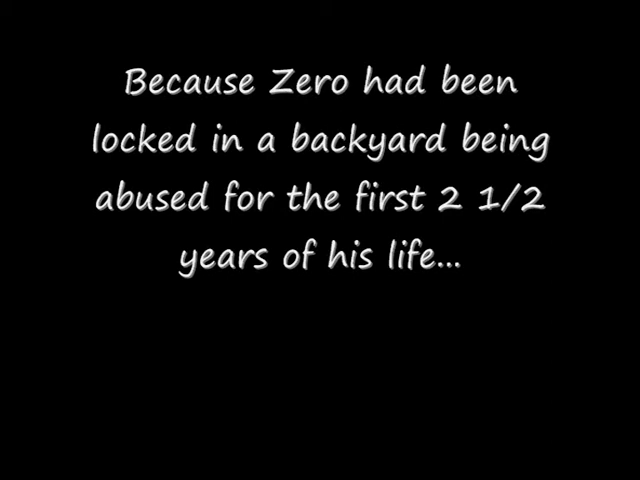 Because Zero had been
locked in a backyard being
abused for the first 2 1/2
years of his life...